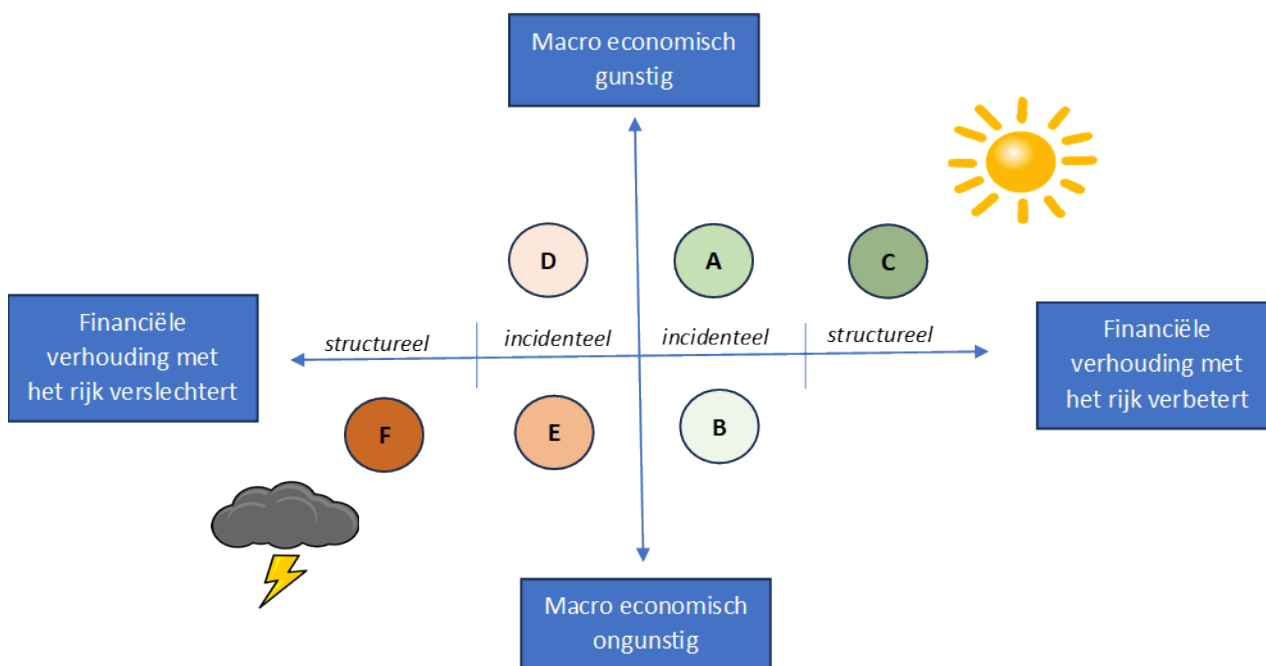 Macro economisch
gunstig
D
A
C
Financiële
verhouding met
het rijk verslechtert
structureel
incidenteel
incidenteel
structureel
Financiële
verhouding met
het rijk verbetert
F
E
B
Macro economisch
ongunstig